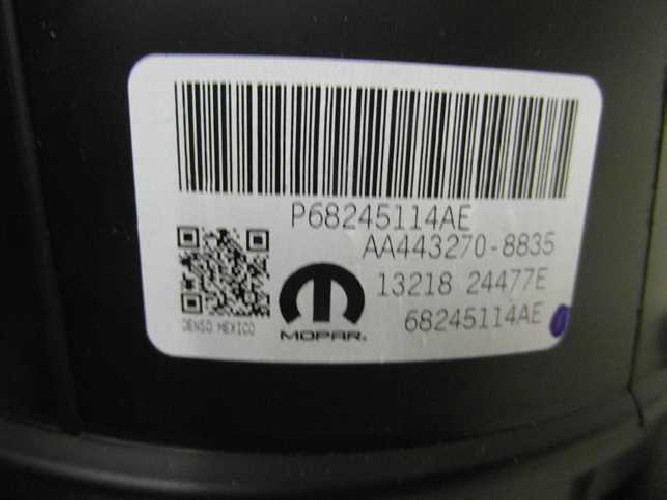 P68245114AE
AA443270-8835
13218 24477E
68245114AE
DENSO MEXICO
MOPAR®